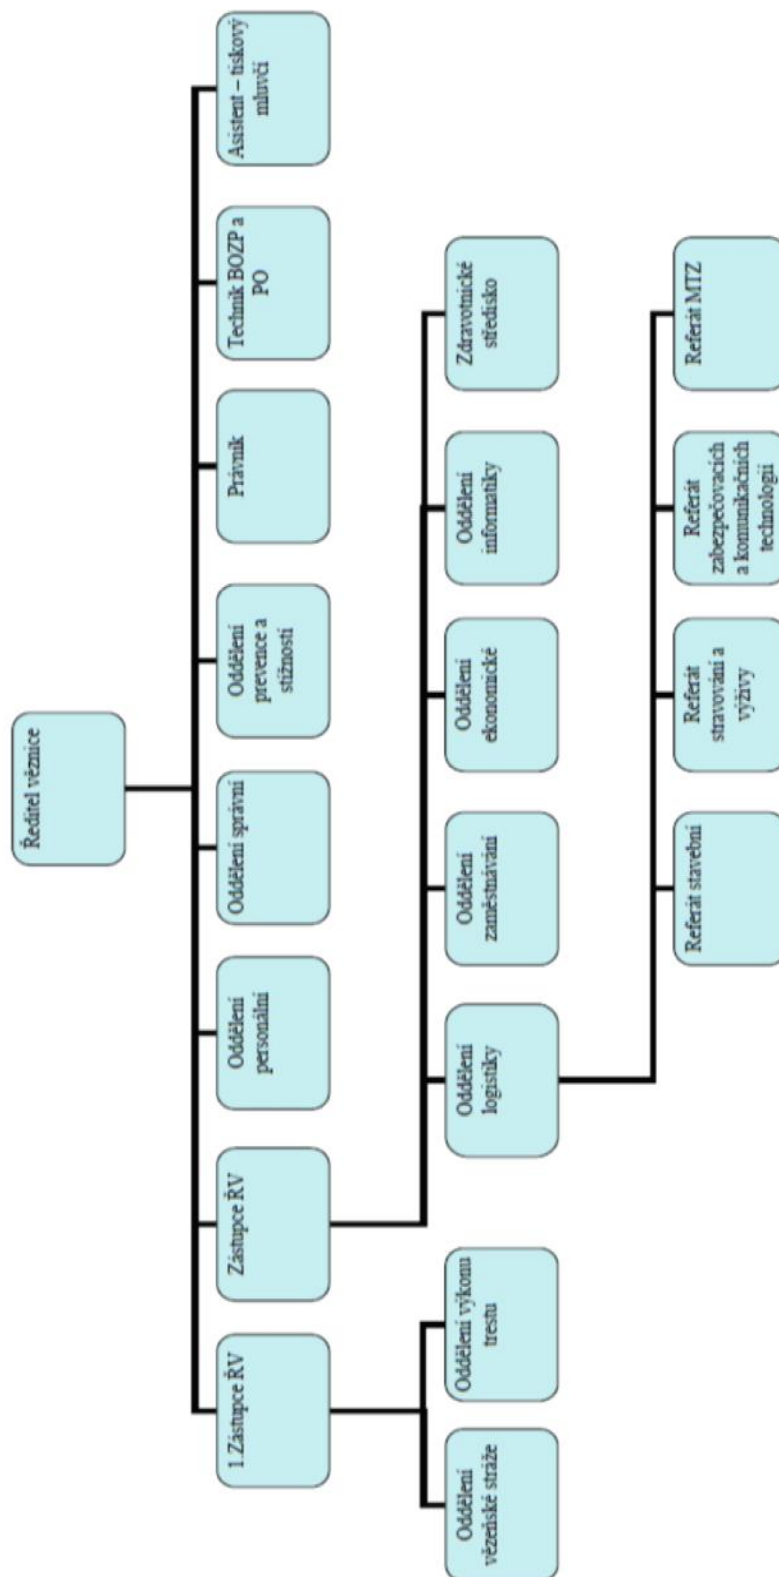 Ředitel věznice
1.Zástupce ŘV
Zástupce ŘV
Oddělení
personální
Oddělení správní
Oddělení
prevence a
stížností
Právník
Technik BOZP a
PO
Asistent – tiskový
mluvčí
Oddělení
vězeňské stráže
Oddělení výkonu
trestu
Oddělení
logistiky
Oddělení
zaměstnávání
Oddělení
ekonomické
Oddělení
informatiky
Zdravotnické
středisko
Referát stavební
Referát
stravování a
výživy
Referát
zabezpečovacích
a komunikačních
technologií
Referát MTZ